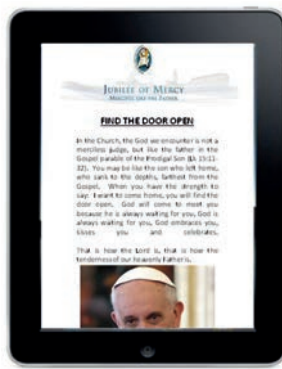 JUBILEE OF MERCY
MERCIFUL LIKE THE FATHER
FIND THE DOOR OPEN
In the Church, the God we encounter is not a
merciless judge, but like the father in the
Gospel parable of the Prodigal Son (Lk 15:11-
32). You may be like the son who left home,
who sank to the depths, farthest from the
Gospel. When you have the strength to
say: I want to come home, you will find the
door open. God will come to meet you
because he is always waiting for you, God is
always waiting for you, God embraces you,
kisses you and celebrates.
That is how the Lord is, that is how the
tenderness of our heavenly Father is.